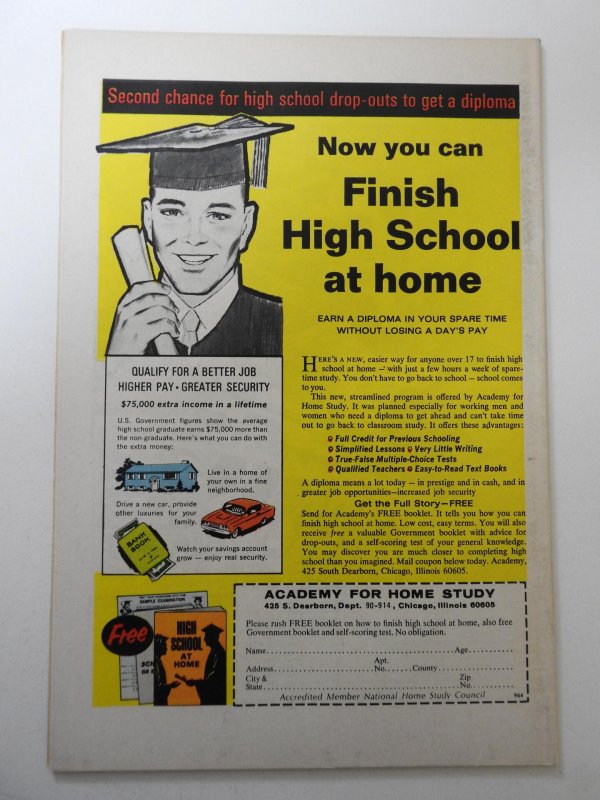 Second chance for high school drop-outs to get a diploma
Now you can
Finish
High School
at home
EARN A DIPLOMA IN YOUR SPARE TIME
WITHOUT LOSING A DAY'S PAY
QUALIFY FOR A BETTER JOB
HIGHER PAY • GREATER SECURITY
$75,000 extra income in a lifetime
U.S. Government figures show the average
high school graduate earns $75,000 more than
the non-graduate. Here's what you can do with
the extra money:
Live in a home of
your own in a fine
neighborhood.
Drive a new car, provide
other luxuries for your
family.
BANK
BOOK
Watch your savings account
grow — enjoy real security.
HERE'S A NEW, easier way for anyone over 17 to finish high
school at home — with just a few hours a week of spare-
time study. You don't have to go back to school — school comes
to you.
This new, streamlined program is offered by Academy for
Home Study. It was planned especially for working men and
women who need a diploma to get ahead and can't take time
out to go back to classroom study. It offers these advantages:
Full Credit for Previous Schooling
Simplified Lessons Very Little Writing
True-False Multiple-Choice Tests
Qualified Teachers Easy-to-Read Text Books
A diploma means a lot today — in prestige and in cash, and in
greater job opportunities—increased job security
Get the Full Story—FREE
Send for Academy's FREE booklet. It tells you how you can
finish high school at home. Low cost, easy terms. You will also
receive free a valuable Government booklet with advice for
drop-outs, and a self-scoring test of your general knowledge.
You may discover you are much closer to completing high
school than you imagined. Mail coupon below today. Academy,
425 South Dearborn, Chicago, Illinois 60605.
SAMPLE EXAMINATION
Free
HIGH
SCHOOL
AT
HOME
ACADEMY FOR HOME STUDY
425 S. Dearborn, Dept. 90-914, Chicago, Illinois 60605
Please rush FREE booklet on how to finish high school at home, also free
Government booklet and self-scoring test. No obligation.
Name Age
Apt.
Address No. County
City & Zip
State No.
Accredited Member National Home Study Council V64